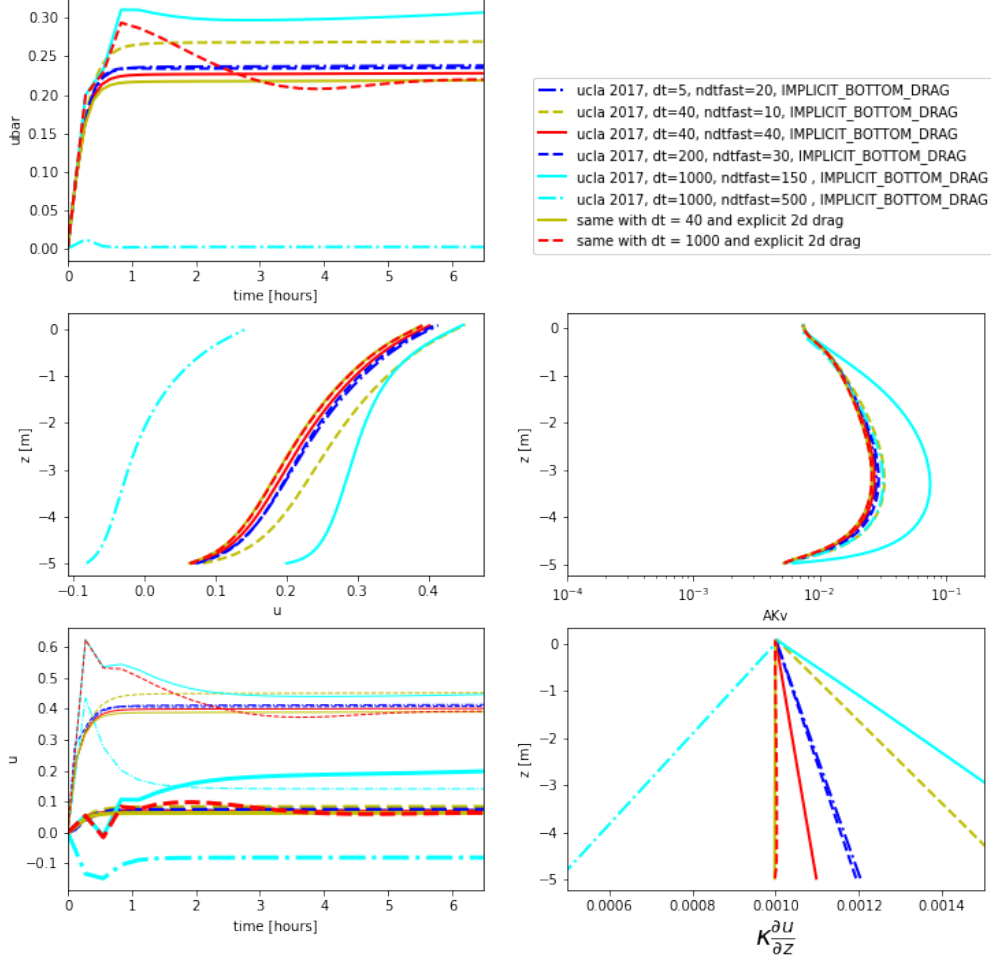 0.30
0.25
0.20
0.15
0.10
0.05
0.00
ubar
0 1 2 3 4 5 6
time [hours]
ucla 2017, dt=5, ndtfast=20, IMPLICIT_BOTTOM_DRAG
ucla 2017, dt=40, ndtfast=10, IMPLICIT_BOTTOM_DRAG
ucla 2017, dt=40, ndtfast=40, IMPLICIT_BOTTOM_DRAG
ucla 2017, dt=200, ndtfast=30, IMPLICIT_BOTTOM_DRAG
ucla 2017, dt=1000, ndtfast=150 , IMPLICIT_BOTTOM_DRAG
ucla 2017, dt=1000, ndtfast=500 , IMPLICIT_BOTTOM_DRAG
same with dt = 40 and explicit 2d drag
same with dt = 1000 and explicit 2d drag
0
−1
−2
−3
−4
−5
z [m]
−0.1 0.0 0.1 0.2 0.3 0.4
u
0
−1
−2
−3
−4
−5
z [m]
10⁻⁴ 10⁻³ 10⁻² 10⁻¹
AKv
0.6
0.5
0.4
0.3
0.2
0.1
0.0
−0.1
u
0 1 2 3 4 5 6
time [hours]
0
−1
−2
−3
−4
−5
z [m]
0.0006 0.0008 0.0010 0.0012 0.0014
K ∂u/∂z